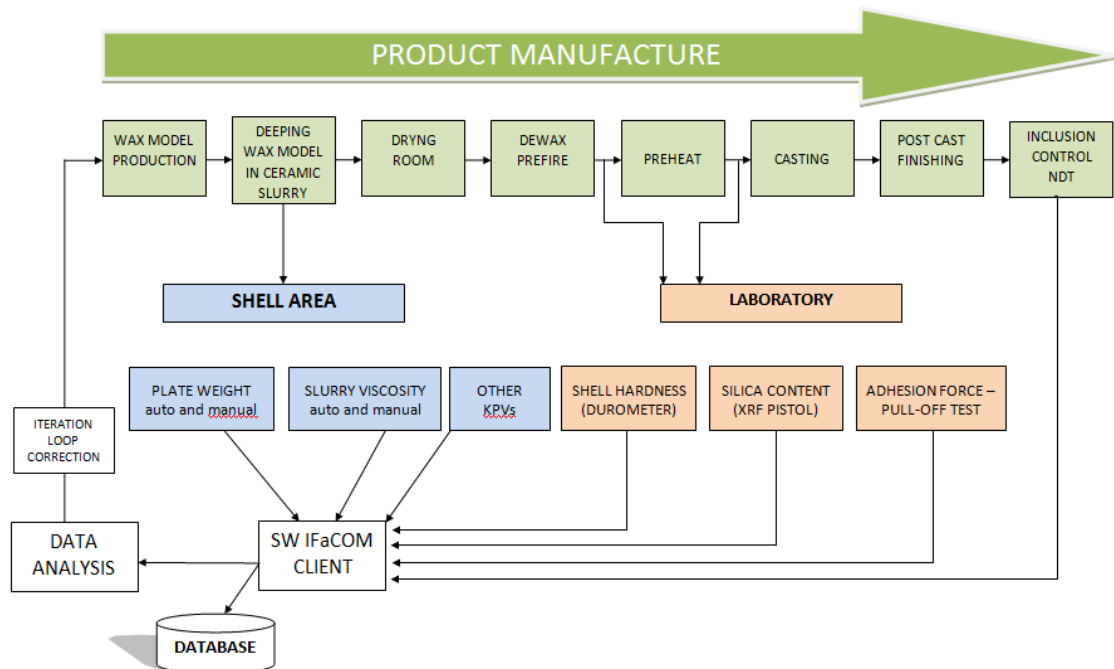 PRODUCT MANUFACTURE
WAX MODEL
PRODUCTION
DEEPING
WAX MODEL
IN CERAMIC
SLURRY
DRYNG
ROOM
DEWAX
PREFIRE
PREHEAT
CASTING
POST CAST
FINISHING
INCLUSION
CONTROL
NDT
SHELL AREA
LABORATORY
PLATE WEIGHT
auto and manual
SLURRY VISCOSITY
auto and manual
OTHER
KPVs
SHELL HARDNESS
(DUROMETER)
SILICA CONTENT
(XRF PISTOL)
ADHESION FORCE –
PULL-OFF TEST
ITERATION
LOOP
CORRECTION
DATA
ANALYSIS
SW IFaCOM
CLIENT
DATABASE